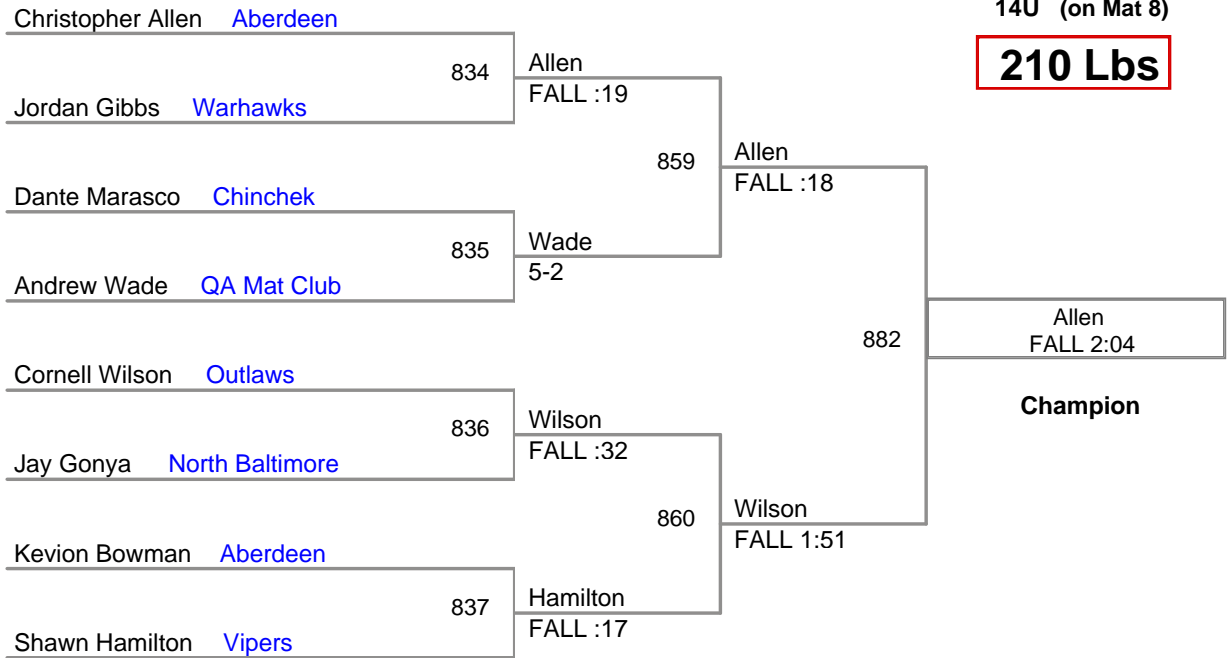 Christopher Allen Aberdeen
14U (on Mat 8)
210 Lbs
834
Allen
FALL :19
Jordan Gibbs Warhawks
859
Allen
FALL :18
Dante Marasco Chinchek
835
Wade
5-2
Andrew Wade QA Mat Club
882
Allen
FALL 2:04
Champion
Cornell Wilson Outlaws
836
Wilson
FALL :32
Jay Gonya North Baltimore
860
Wilson
FALL 1:51
Kevion Bowman Aberdeen
837
Hamilton
FALL :17
Shawn Hamilton Vipers